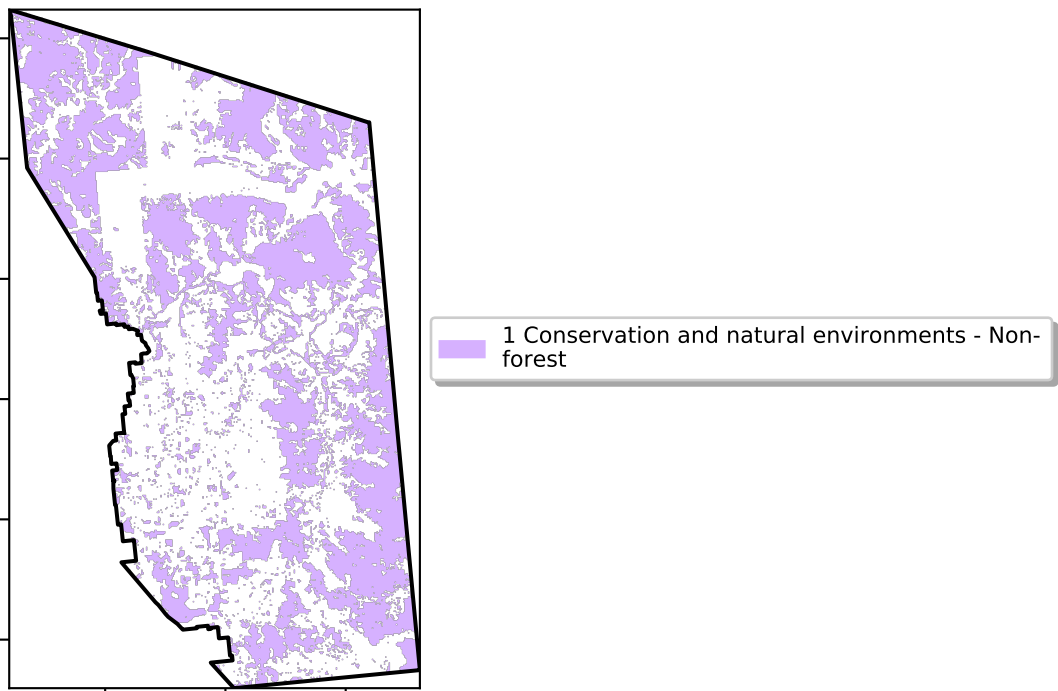 1 Conservation and natural environments - Non-
forest